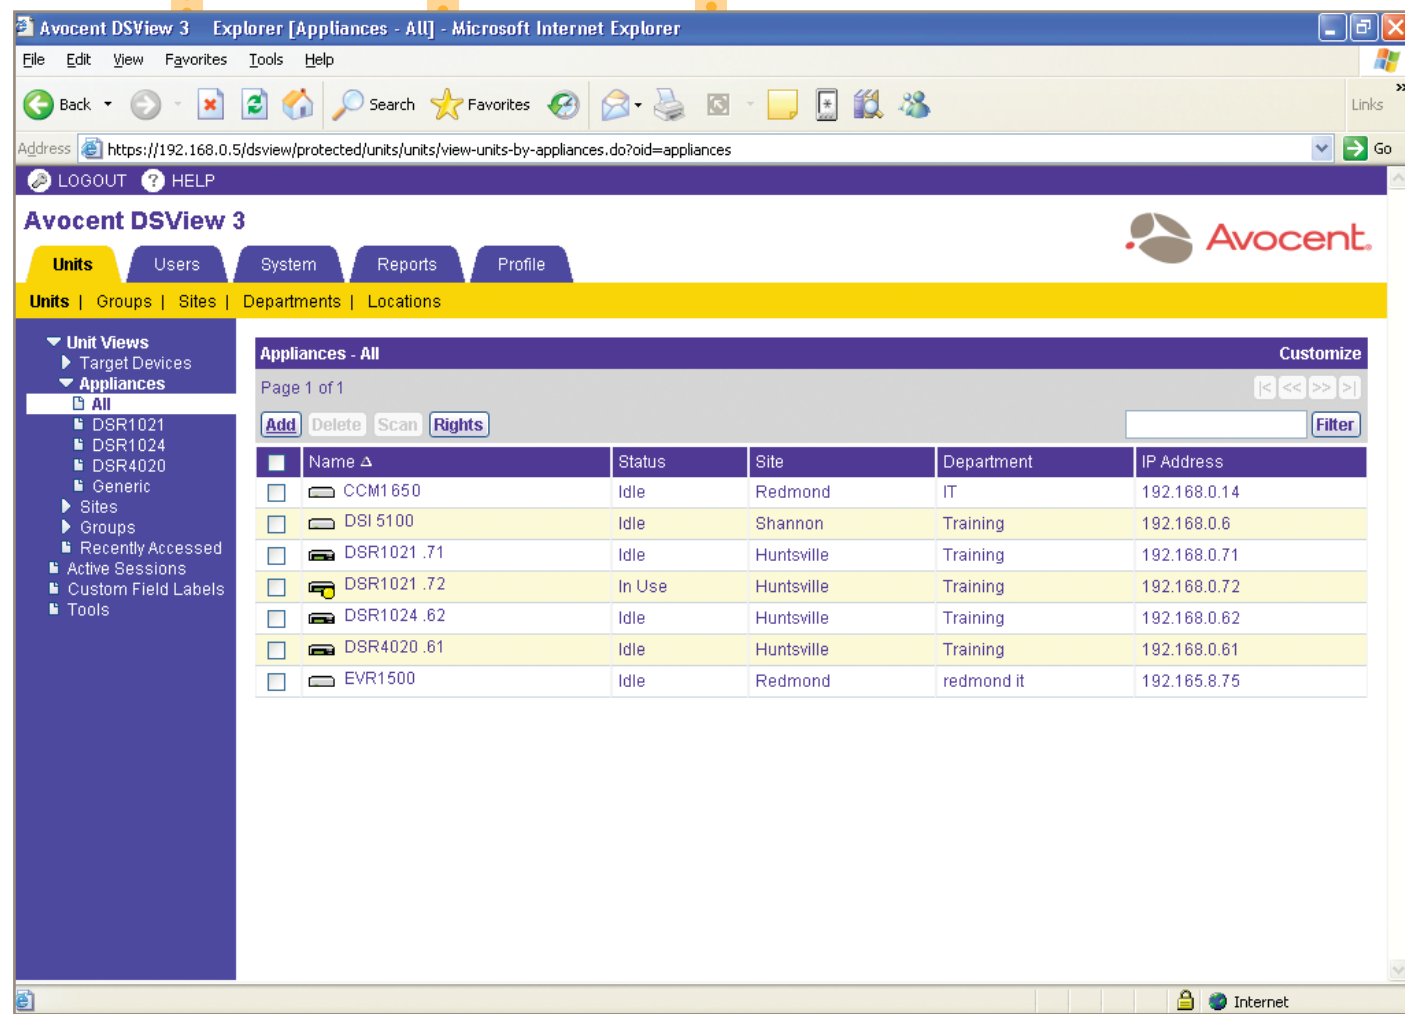 Avocent DSView 3 Explorer [Appliances - All] - Microsoft Internet Explorer
File Edit View Favorites Tools Help
Back Search Favorites Links »
Address https://192.168.0.5/dsview/protected/units/units/view-units-by-appliances.do?oid=appliances Go
LOGOUT ? HELP
Avocent DSView 3
Avocent.
Units Users System Reports Profile
Units | Groups | Sites | Departments | Locations
Unit Views
Target Devices
Appliances
All
DSR1021
DSR1024
DSR4020
Generic
Sites
Groups
Recently Accessed
Active Sessions
Custom Field Labels
Tools
Appliances - All Customize
Page 1 of 1 |< << >> >|
Add Delete Scan Rights Filter
Name Status Site Department IP Address
CCM1650 Idle Redmond IT 192.168.0.14
DSI 5100 Idle Shannon Training 192.168.0.6
DSR1021 .71 Idle Huntsville Training 192.168.0.71
DSR1021 .72 In Use Huntsville Training 192.168.0.72
DSR1024 .62 Idle Huntsville Training 192.168.0.62
DSR4020 .61 Idle Huntsville Training 192.168.0.61
EVR1500 Idle Redmond redmond it 192.165.8.75
Internet